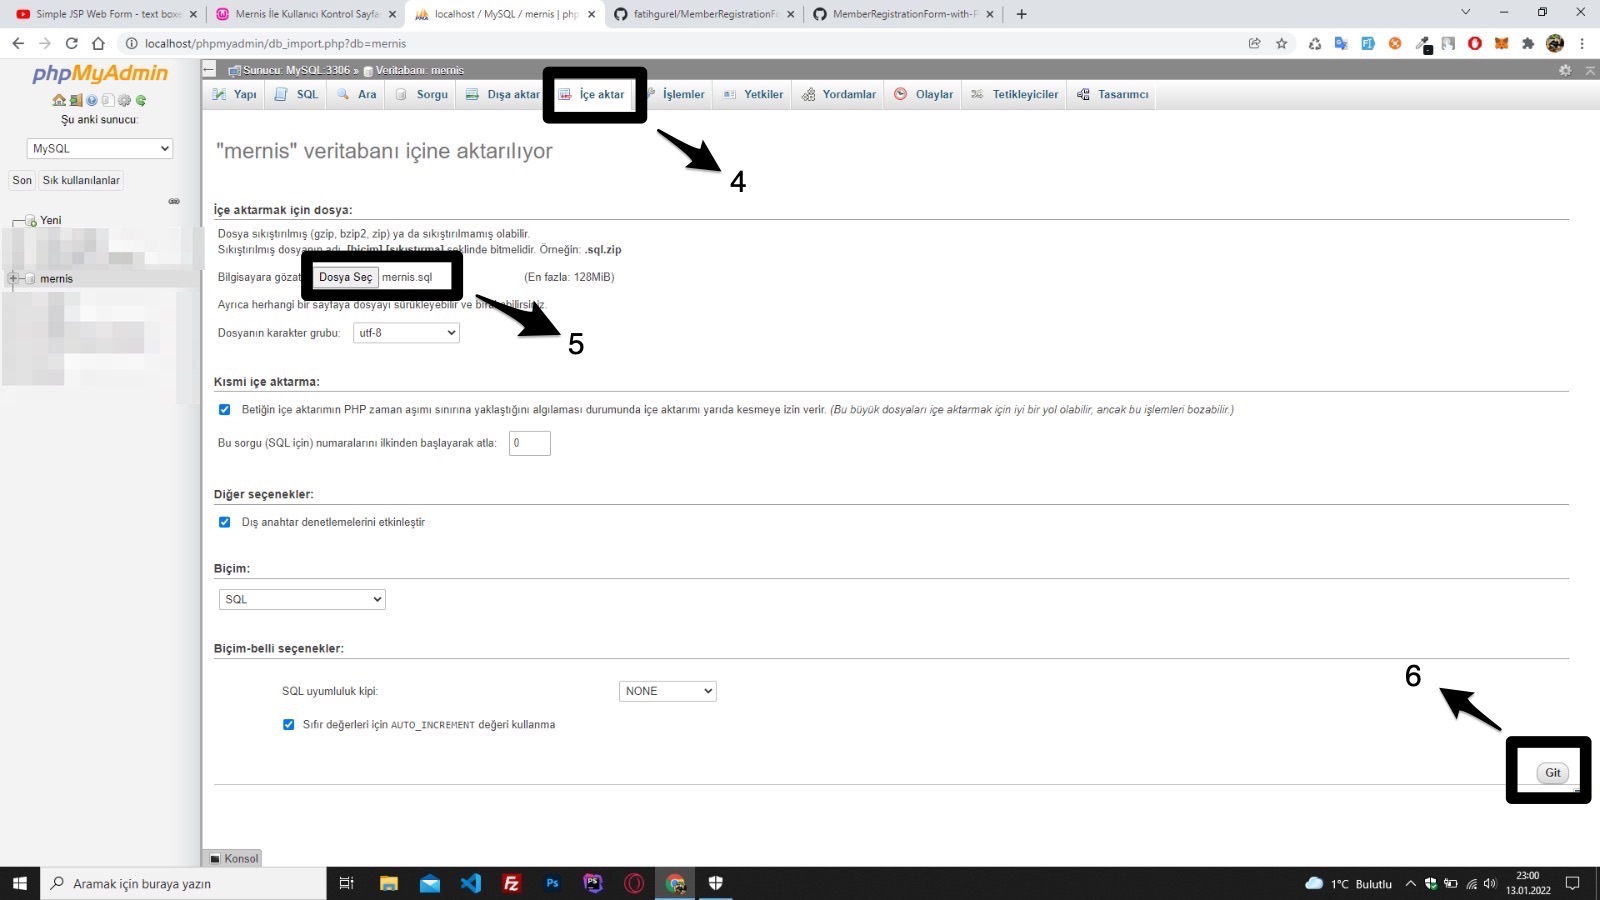 Simple JSP Web Form - text boxe
Mernis İle Kullanıcı Kontrol Sayfa
localhost / MySQL / mernis | php
fatihgurel/MemberRegistrationFo
MemberRegistrationForm-with-P
localhost/phpmyadmin/db_import.php?db=mernis
phpMyAdmin
Şu anki sunucu:
MySQL
Son
Sık kullanılanlar
Yeni
mernis
Sunucu: MySQL:3306 » Veritabanı: mernis
Yapı SQL Ara Sorgu Dışa aktar İçe aktar İşlemler Yetkiler Yordamlar Olaylar Tetikleyiciler Tasarımcı
4
"mernis" veritabanı içine aktarılıyor
İçe aktarmak için dosya:
Dosya sıkıştırılmış (gzip, bzip2, zip) ya da sıkıştırılmamış olabilir.
Sıkıştırılmış dosyanın adı .[biçim].[sıkıştırma] şeklinde bitmelidir. Örneğin: .sql.zip
Bilgisayara gözat Dosya Seç mernis.sql (En fazla: 128MiB)
Ayrıca herhangi bir sayfaya dosyayı sürükleyebilir ve bırakabilirsiniz.
Dosyanın karakter grubu: utf-8
5
Kısmi içe aktarma:
Betiğin içe aktarımın PHP zaman aşımı sınırına yaklaştığını algılaması durumunda içe aktarımı yarıda kesmeye izin verir. (Bu büyük dosyaları içe aktarmak için iyi bir yol olabilir, ancak bu işlemleri bozabilir.)
Bu sorgu (SQL için) numaralarını ilkinden başlayarak atla: 0
Diğer seçenekler:
Dış anahtar denetlemelerini etkinleştir
Biçim:
SQL
Biçim-belli seçenekler:
SQL uyumluluk kipi: NONE
Sıfır değerleri için AUTO_INCREMENT değeri kullanma
6
Git
Konsol
Aramak için buraya yazın
1°C Bulutlu
23:00
13.01.2022